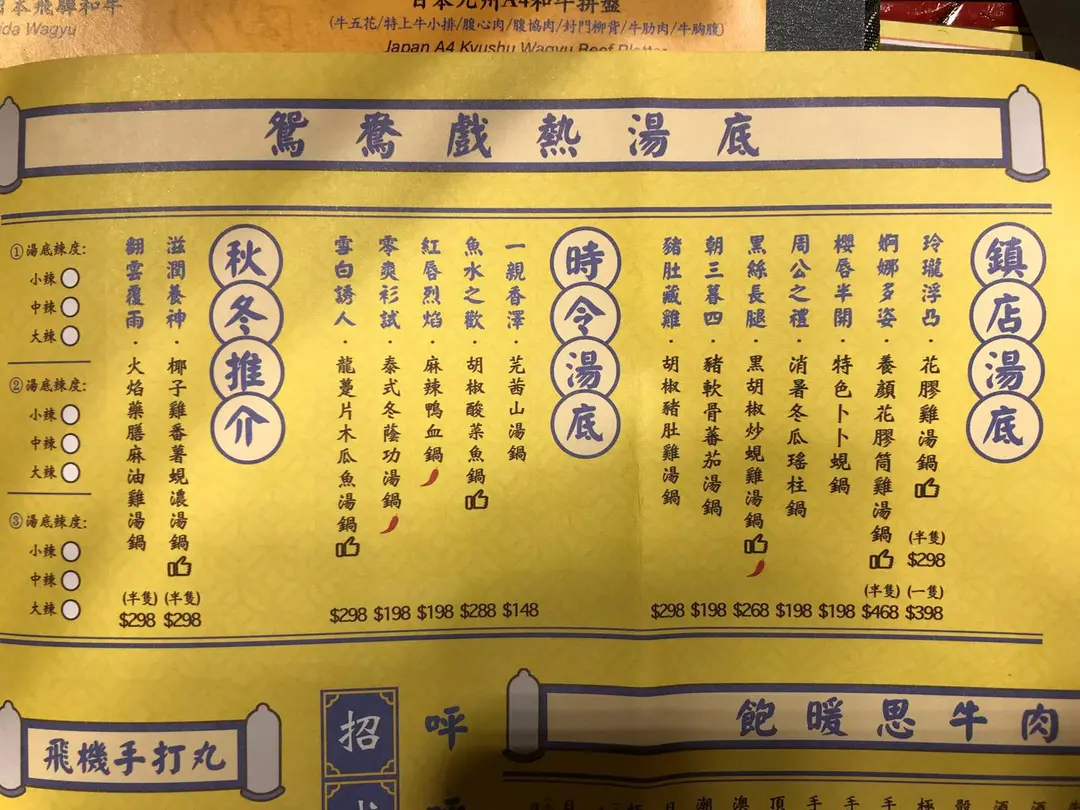 日本飛驒和牛
ida Wagyu
日本九州A4和牛拼盤
(牛五花/特上牛小排/腹心肉/腹協肉/封門柳背/牛肋肉/牛胸腹)
Japan A4 Kyushu Wagyu Beef Platter
鴛鴦戲熱湯底
鎮店湯底
玲瓏浮凸·花膠雞湯鍋
(半隻)
$298
(一隻)
$398
婀娜多姿·養顏花膠筒雞湯鍋
(半隻)
$468
櫻唇半開·特色卜卜蜆鍋
$198
周公之禮·消暑冬瓜瑤柱鍋
$198
黑絲長腿·黑胡椒炒蜆雞湯鍋
$268
朝三暮四·豬軟骨蕃茄湯鍋
$198
豬肚藏雞·胡椒豬肚雞湯鍋
$298
時令湯底
一親香澤·芫茜山湯鍋
$148
魚水之歡·胡椒酸菜魚鍋
$288
紅唇烈焰·麻辣鴨血鍋
$198
零爽衫試·泰式冬蔭功湯鍋
$198
雪白誘人·龍躉片木瓜魚湯鍋
$298
秋冬推介
滋潤養神·椰子雞番薯蜆濃湯鍋
(半隻)
$298
翻雲覆雨·火焰藥膳麻油雞湯鍋
(半隻)
$298
①湯底辣度:
小辣
中辣
大辣
②湯底辣度:
小辣
中辣
大辣
③湯底辣度:
小辣
中辣
大辣
飽暖思牛肉
招
呼
飛機手打丸